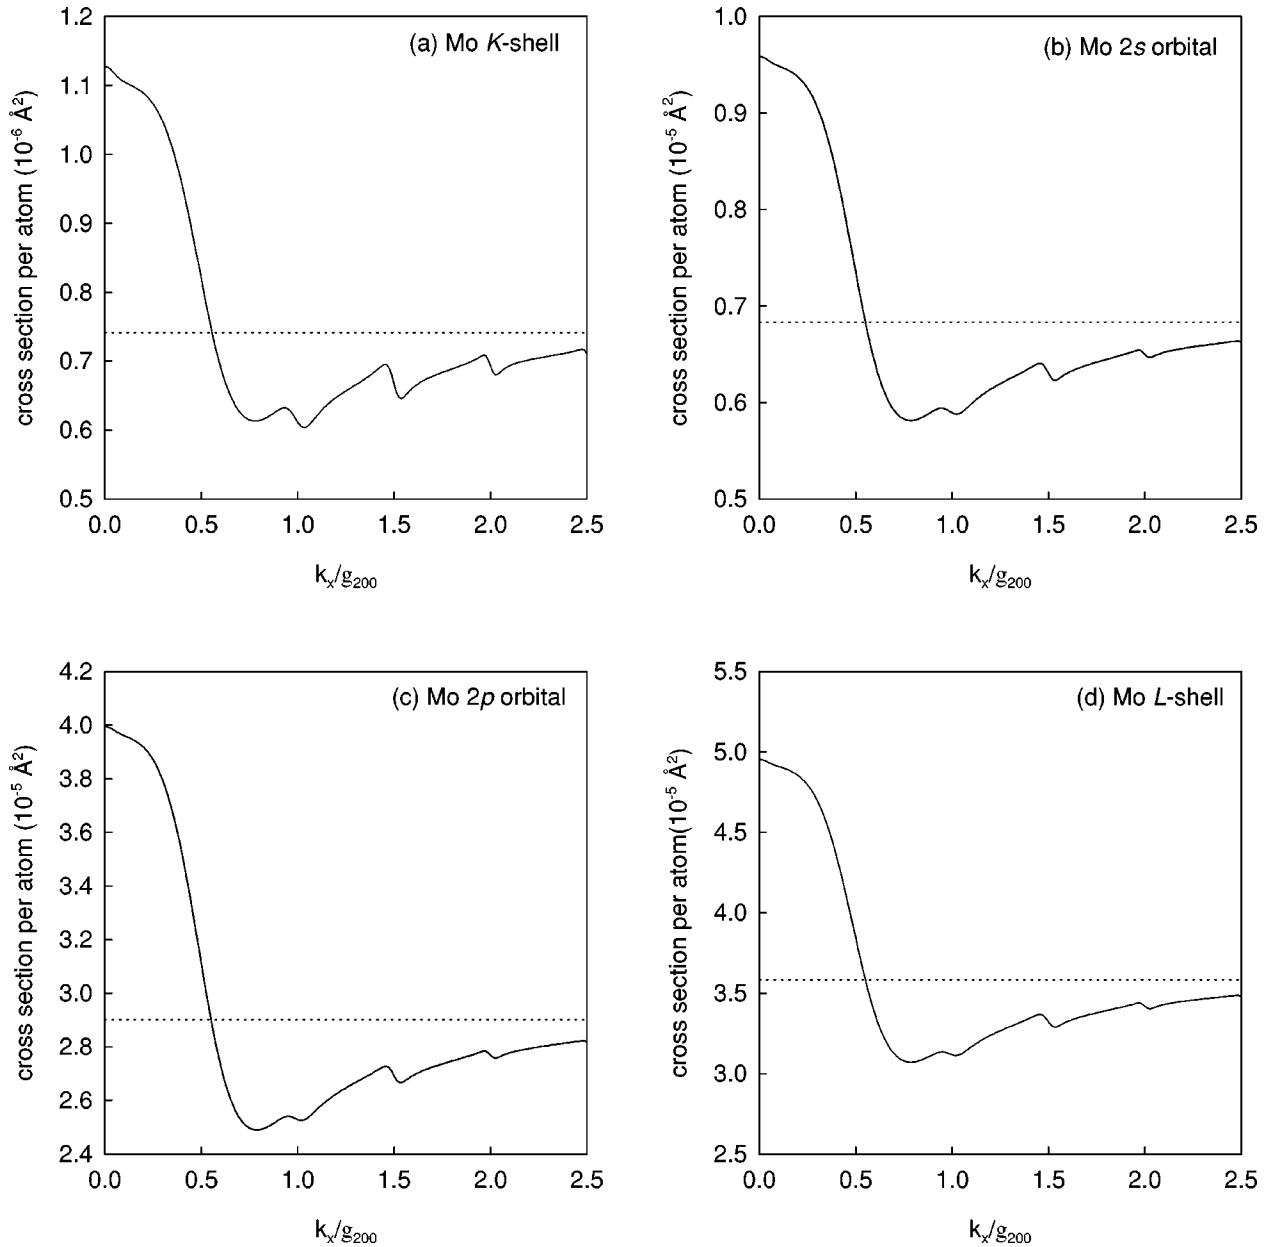 (a) Mo K-shell
cross section per atom (10⁻⁶ Å²)
1.2
1.1
1.0
0.9
0.8
0.7
0.6
0.5
0.0 0.5 1.0 1.5 2.0 2.5
kₓ/g₂₀₀
(b) Mo 2s orbital
cross section per atom (10⁻⁵ Å²)
1.0
0.9
0.8
0.7
0.6
0.5
0.0 0.5 1.0 1.5 2.0 2.5
kₓ/g₂₀₀
(c) Mo 2p orbital
cross section per atom (10⁻⁵ Å²)
4.2
4.0
3.8
3.6
3.4
3.2
3.0
2.8
2.6
2.4
0.0 0.5 1.0 1.5 2.0 2.5
kₓ/g₂₀₀
(d) Mo L-shell
cross section per atom(10⁻⁵ Å²)
5.5
5.0
4.5
4.0
3.5
3.0
2.5
0.0 0.5 1.0 1.5 2.0 2.5
kₓ/g₂₀₀